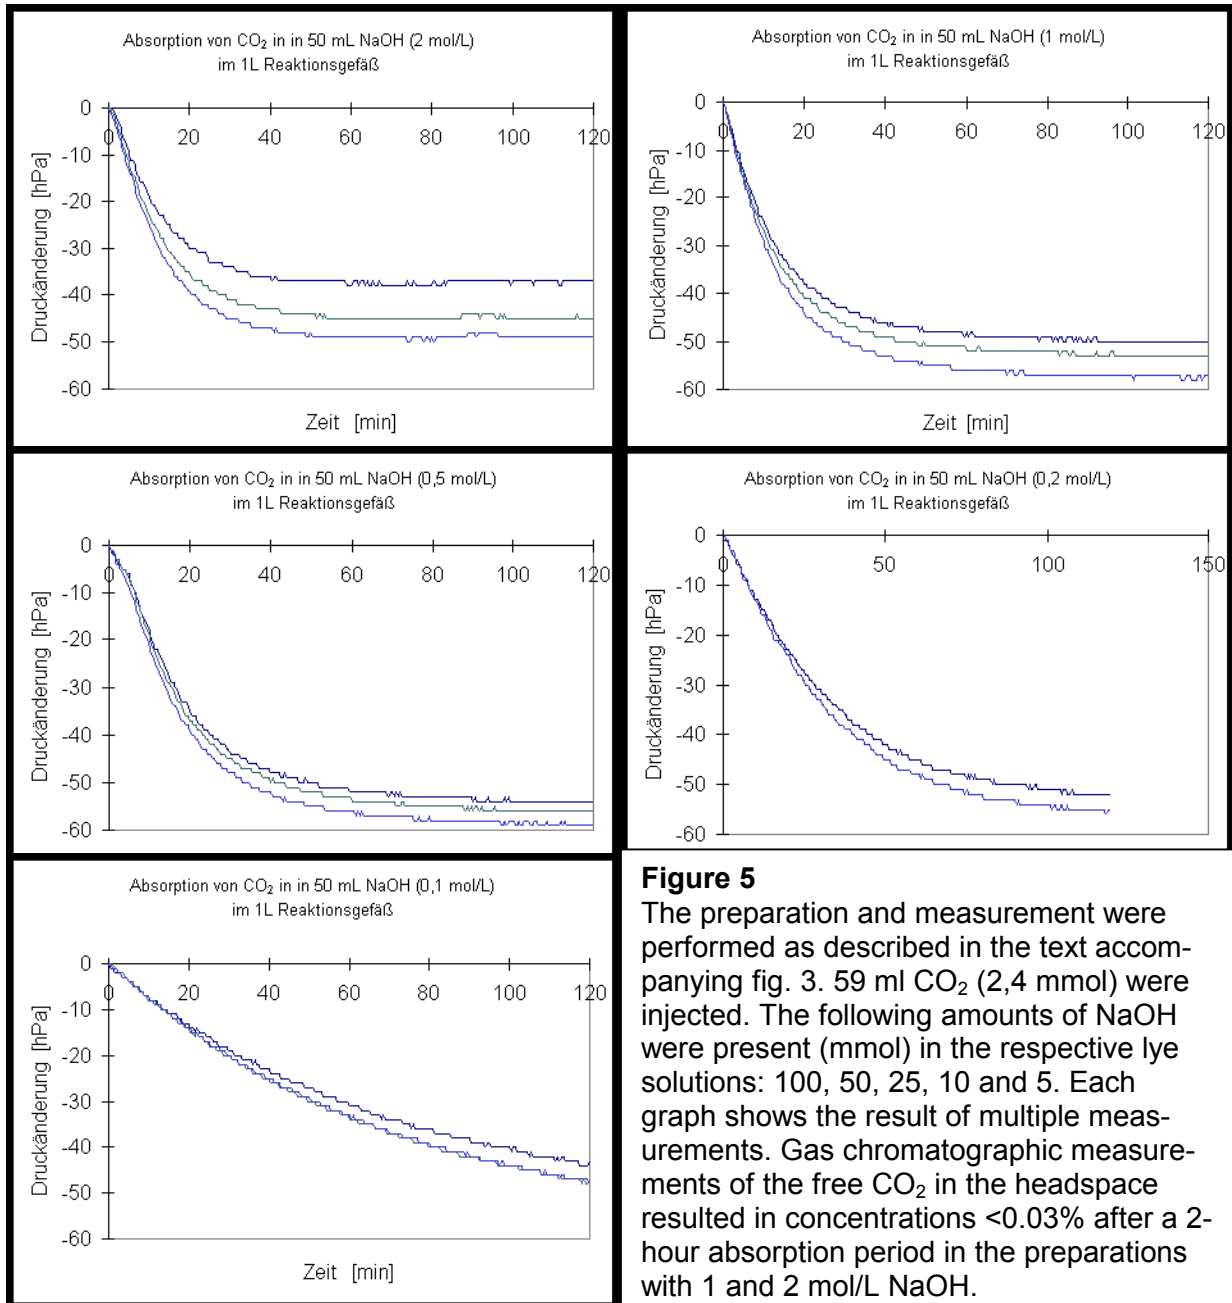 Absorption von CO₂ in in 50 mL NaOH (2 mol/L)
im 1L Reaktionsgefäß
0
-10
-20
-30
-40
-50
-60
0 20 40 60 80 100 120
Druckänderung [hPa]
Zeit [min]
Absorption von CO₂ in in 50 mL NaOH (1 mol/L)
im 1L Reaktionsgefäß
0
-10
-20
-30
-40
-50
-60
0 20 40 60 80 100 120
Druckänderung [hPa]
Zeit [min]
Absorption von CO₂ in in 50 mL NaOH (0,5 mol/L)
im 1L Reaktionsgefäß
0
-10
-20
-30
-40
-50
-60
0 20 40 60 80 100 120
Druckänderung [hPa]
Zeit [min]
Absorption von CO₂ in in 50 mL NaOH (0,2 mol/L)
im 1L Reaktionsgefäß
0
-10
-20
-30
-40
-50
-60
0 50 100 150
Druckänderung [hPa]
Zeit [min]
Absorption von CO₂ in in 50 mL NaOH (0,1 mol/L)
im 1L Reaktionsgefäß
0
-10
-20
-30
-40
-50
-60
0 20 40 60 80 100 120
Druckänderung [hPa]
Zeit [min]
Figure 5
The preparation and measurement were
performed as described in the text accom-
panying fig. 3. 59 ml CO₂ (2,4 mmol) were
injected. The following amounts of NaOH
were present (mmol) in the respective lye
solutions: 100, 50, 25, 10 and 5. Each
graph shows the result of multiple meas-
urements. Gas chromatographic measure-
ments of the free CO₂ in the headspace
resulted in concentrations <0.03% after a 2-
hour absorption period in the preparations
with 1 and 2 mol/L NaOH.